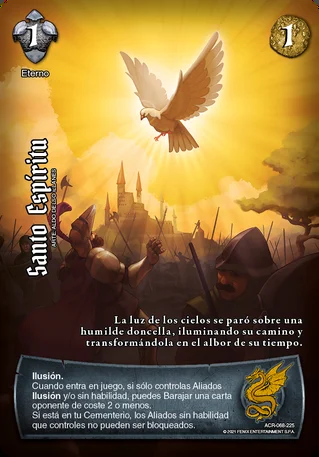 1
1
Eterno
Santo Espíritu
La luz de los cielos se paró sobre una
humilde doncella, iluminando su camino y
transformándola en el albor de su tiempo.
Ilusión.
Cuando entra en juego, si sólo controlas Aliados
Ilusión y/o sin habilidad, puedes Barajar una carta
oponente de coste 2 o menos.
Si está en tu Cementerio, los Aliados sin habilidad
que controles no pueden ser bloqueados.
ACR-068-225
© 2021 FENIX ENTERTAINMENT S.P.A.